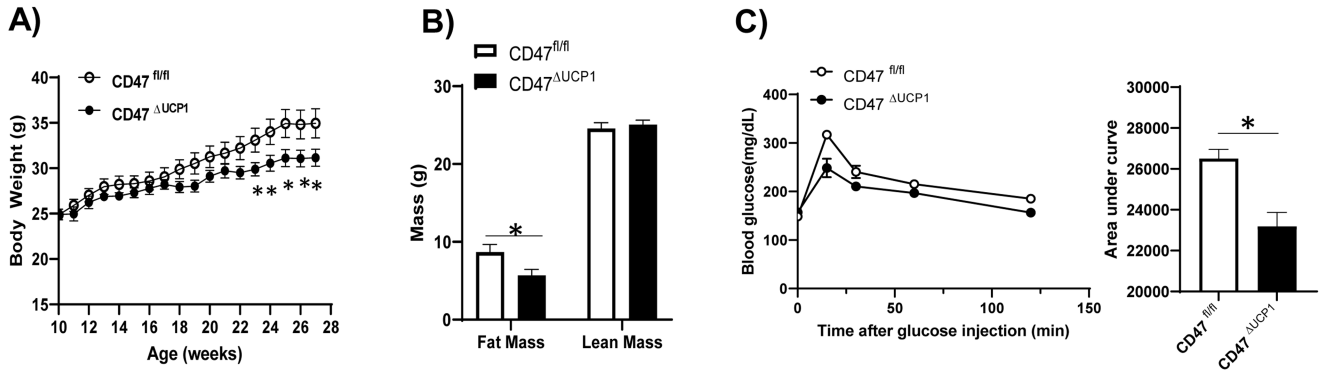 A)
CD47 fl/fl
CD47 ΔUCP1
Body Weight (g)
40
35
30
25
20
15
** * **
10 12 14 16 18 20 22 24 26 28
Age (weeks)
B)
CD47fl/fl
CD47ΔUCP1
Mass (g)
30
20
10
0
*
Fat Mass Lean Mass
C)
CD47 fl/fl
CD47 ΔUCP1
Blood glucose(mg/dL)
400
300
200
100
0
0 50 100 150
Time after glucose injection (min)
Area under curve
30000
28000
26000
24000
22000
20000
*
CD47 fl/fl
CD47 ΔUCP1